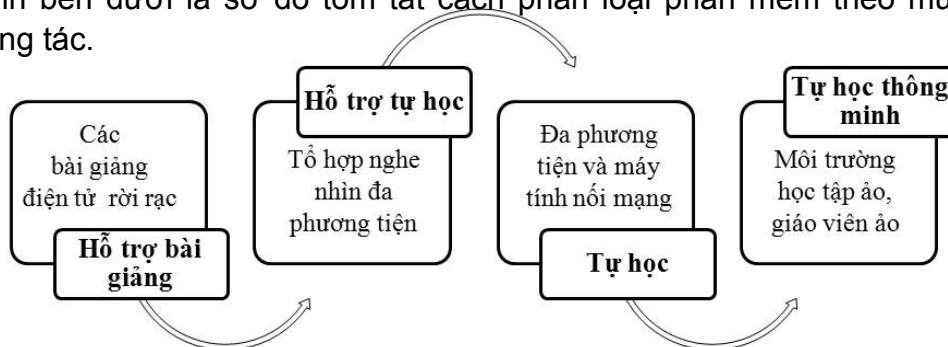 bên dưới là sơ đồ tóm tắt cách phân loại phần mềm theo
tác.
Các
bài giảng
điện tử rời rạc
Hỗ trợ bài
giảng
Hỗ trợ tự học
Tổ hợp nghe
nhìn đa
phương tiện
Đa phương
tiện và máy
tính nối mạng
Tự học
Tự học thông
minh
Môi trường
học tập ảo,
giáo viên ảo